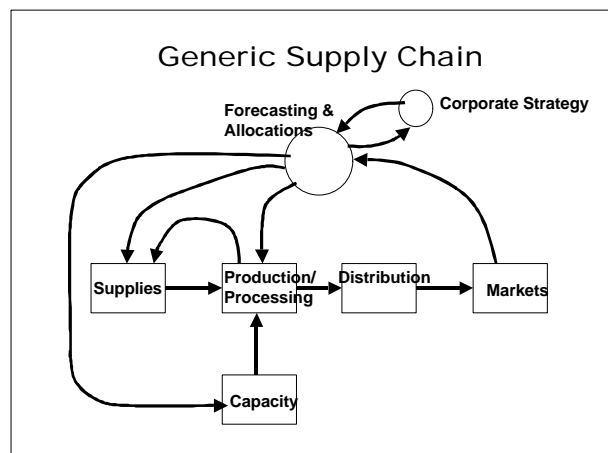 Generic Supply Chain
Forecasting &
Allocations
Corporate Strategy
Supplies
Production/
Processing
Distribution
Markets
Capacity